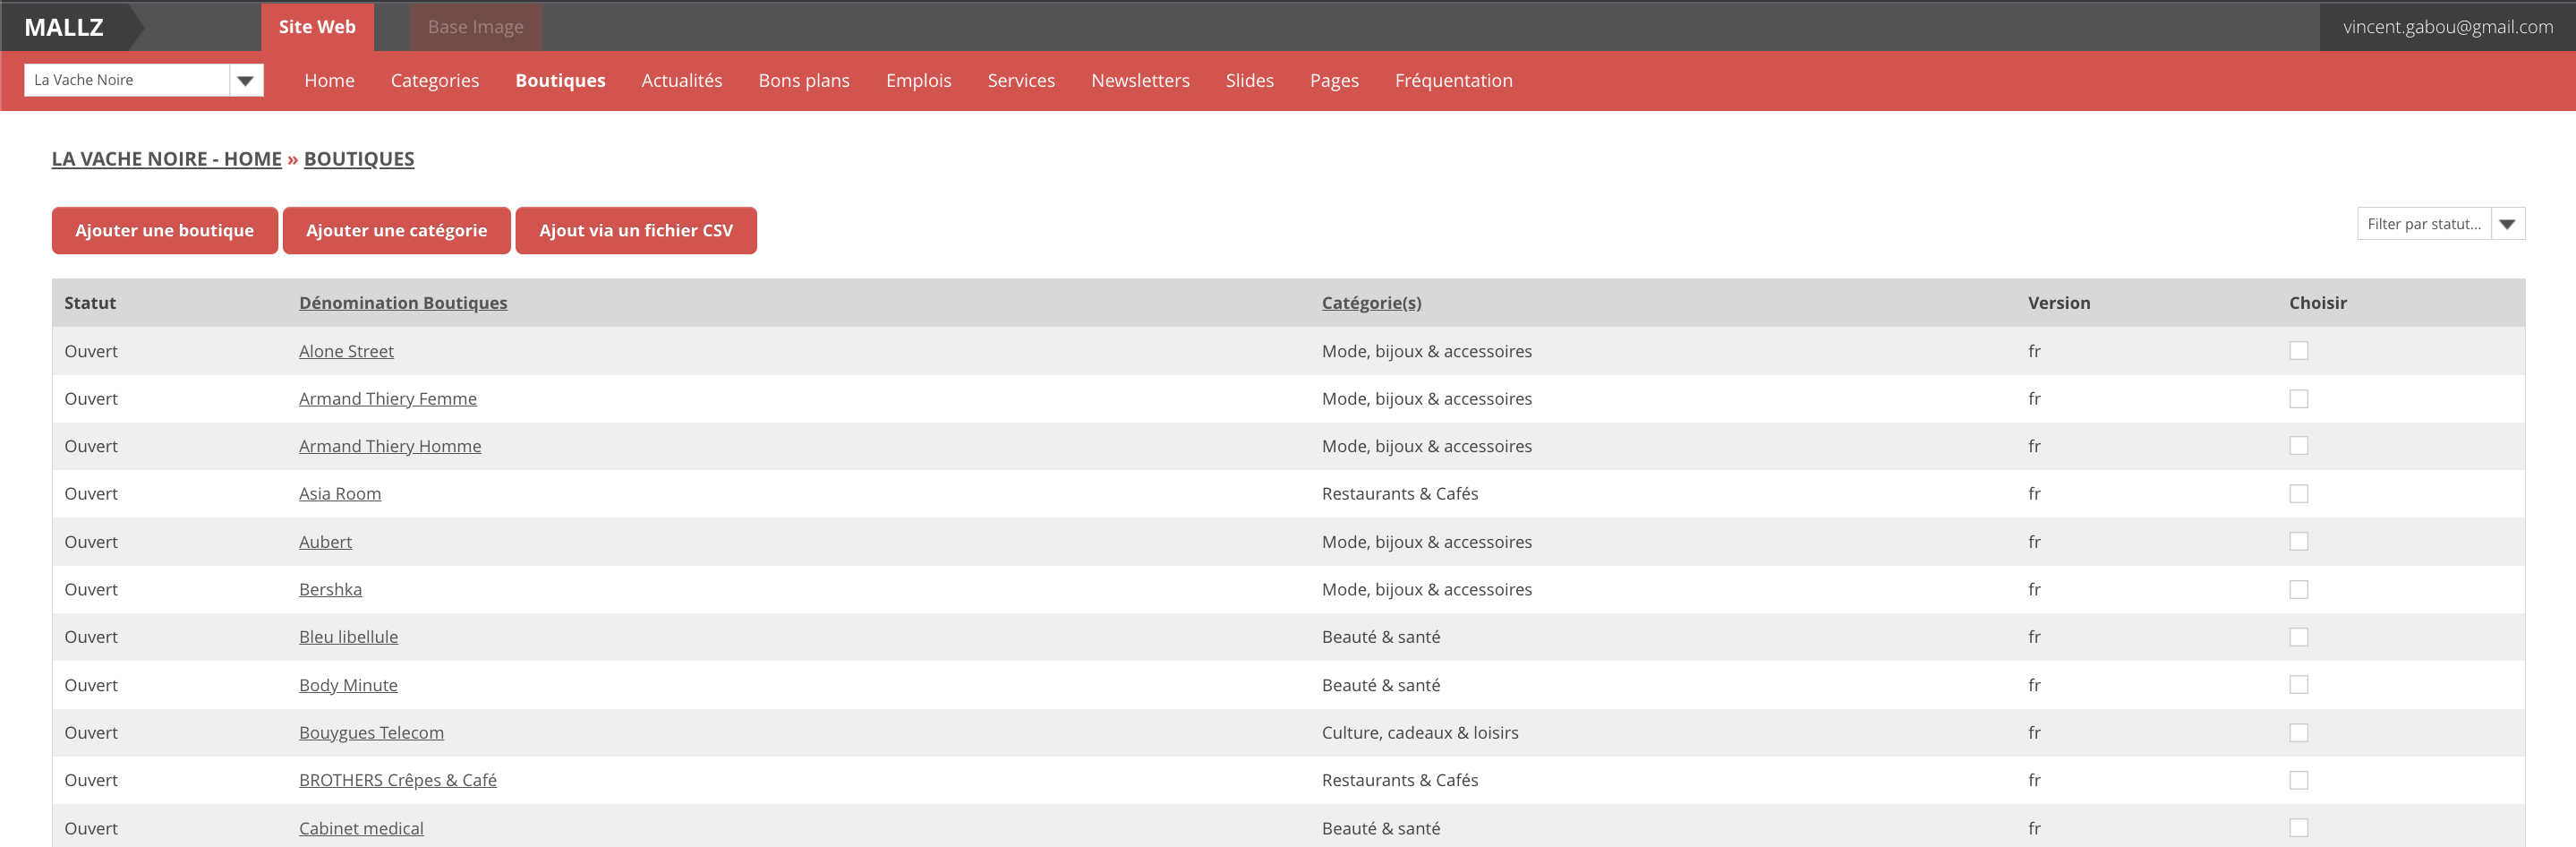 MALLZ Site Web Base Image vincent.gabou@gmail.com
La Vache Noire Home Categories Boutiques Actualités Bons plans Emplois Services Newsletters Slides Pages Fréquentation
LA VACHE NOIRE - HOME » BOUTIQUES
Ajouter une boutique Ajouter une catégorie Ajout via un fichier CSV Filter par statut...
Statut Dénomination Boutiques Catégorie(s) Version Choisir
Ouvert Alone Street Mode, bijoux & accessoires fr
Ouvert Armand Thiery Femme Mode, bijoux & accessoires fr
Ouvert Armand Thiery Homme Mode, bijoux & accessoires fr
Ouvert Asia Room Restaurants & Cafés fr
Ouvert Aubert Mode, bijoux & accessoires fr
Ouvert Bershka Mode, bijoux & accessoires fr
Ouvert Bleu libellule Beauté & santé fr
Ouvert Body Minute Beauté & santé fr
Ouvert Bouygues Telecom Culture, cadeaux & loisirs fr
Ouvert BROTHERS Crêpes & Café Restaurants & Cafés fr
Ouvert Cabinet medical Beauté & santé fr